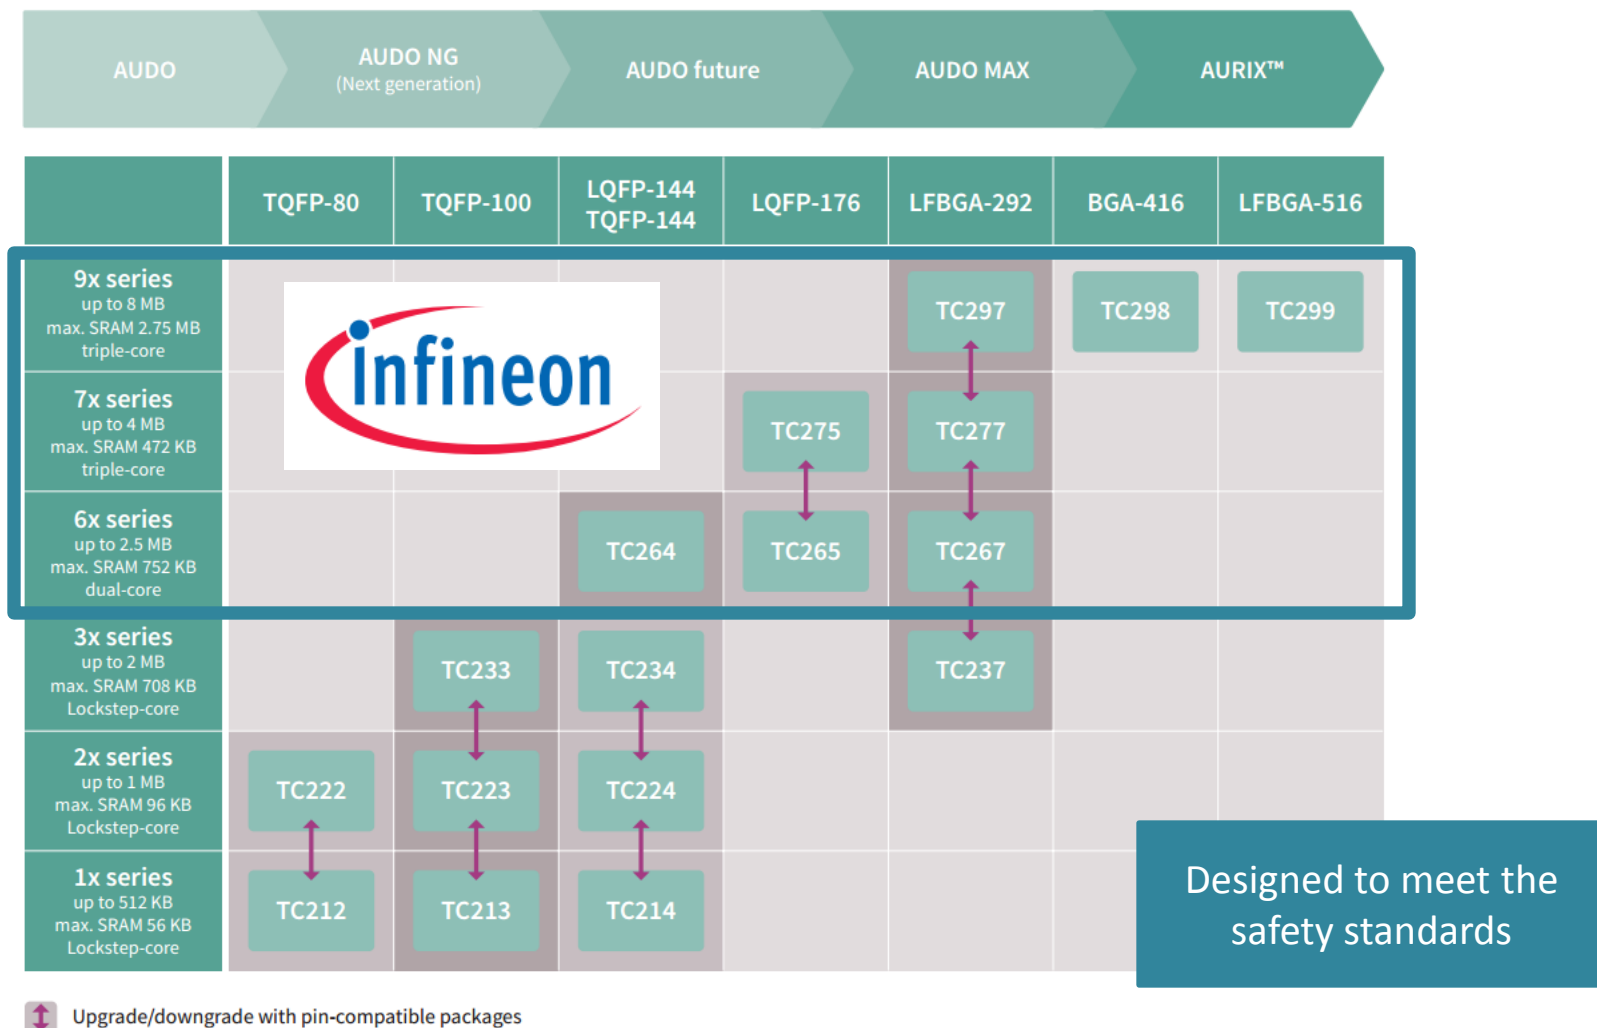 AUDO
AUDO NG
(Next generation)
AUDO future
AUDO MAX
AURIX™
TQFP-80
TQFP-100
LQFP-144
TQFP-144
LQFP-176
LFBGA-292
BGA-416
LFBGA-516
9x series
up to 8 MB
max. SRAM 2.75 MB
triple-core
infineon
TC297
TC298
TC299
7x series
up to 4 MB
max. SRAM 472 KB
triple-core
TC275
TC277
6x series
up to 2.5 MB
max. SRAM 752 KB
dual-core
TC264
TC265
TC267
3x series
up to 2 MB
max. SRAM 708 KB
Lockstep-core
TC233
TC234
TC237
2x series
up to 1 MB
max. SRAM 96 KB
Lockstep-core
TC222
TC223
TC224
1x series
up to 512 KB
max. SRAM 56 KB
Lockstep-core
TC212
TC213
TC214
Designed to meet the
safety standards
Upgrade/downgrade with pin-compatible packages